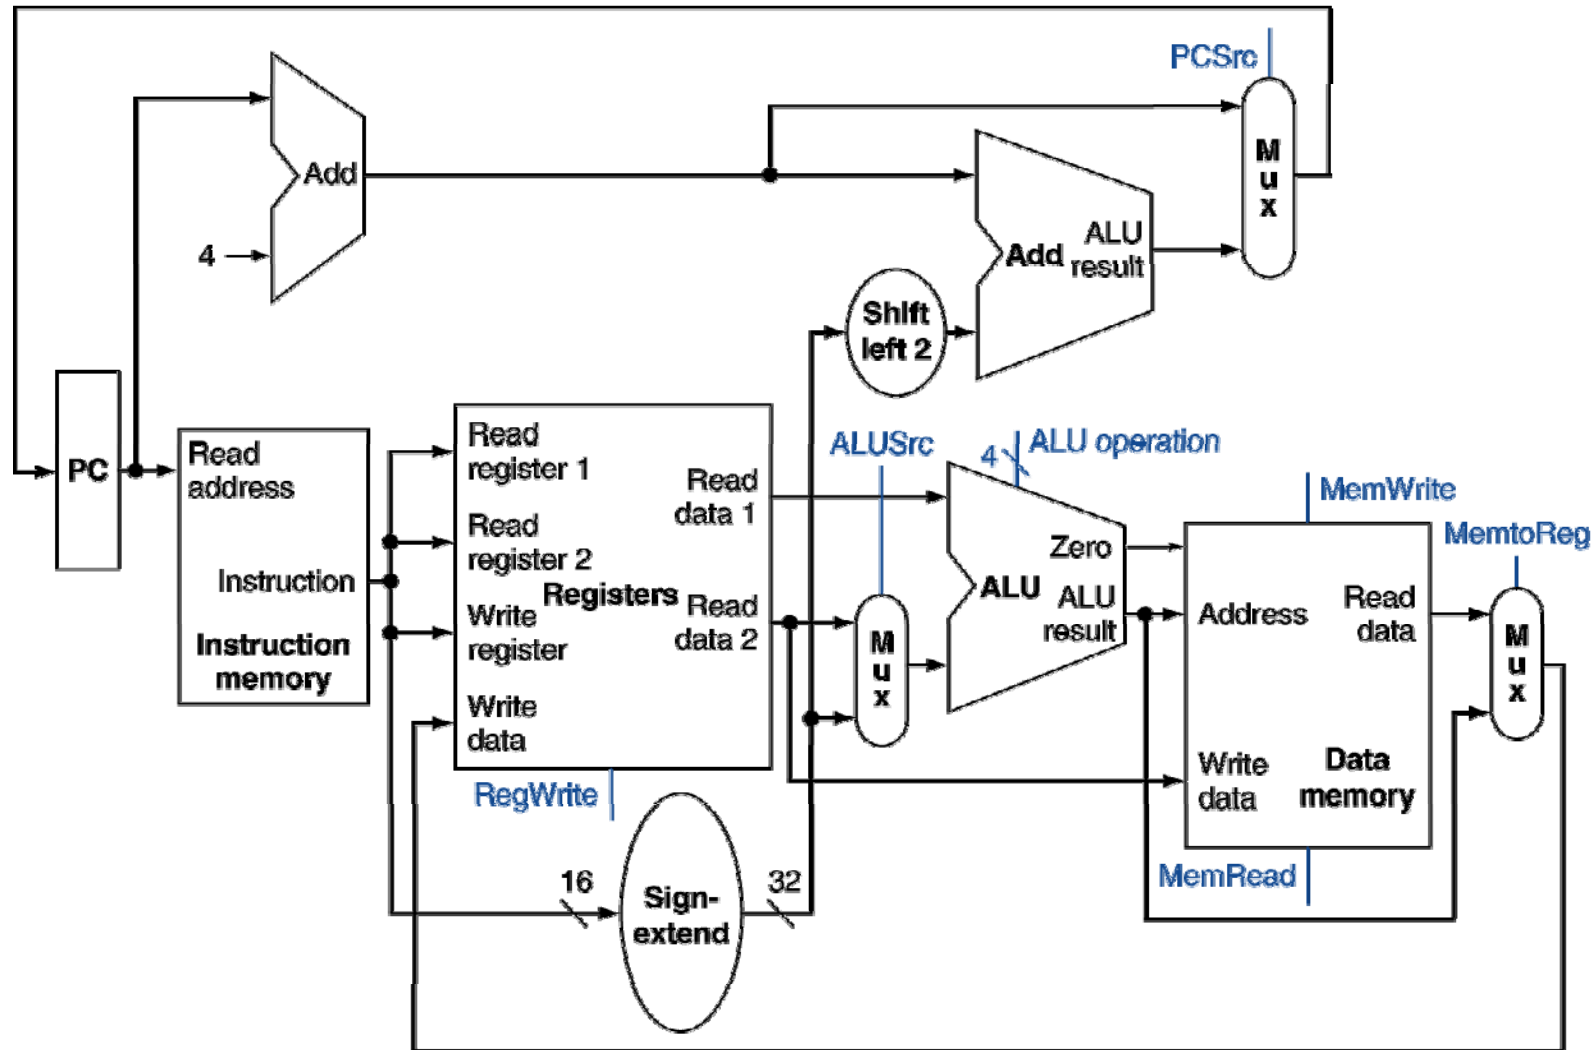 PCSrc
M
u
x
Add
4
Add
ALU
result
Shift
left 2
PC
Read
address
Instruction
Instruction
memory
Read
register 1
Read
register 2
Write
register
Write
data
Registers
Read
data 1
Read
data 2
RegWrite
16
Sign-
extend
32
ALUSrc
M
u
x
4
ALU operation
Zero
ALU
ALU
result
MemWrite
Address
Read
data
Write
data
Data
memory
MemRead
MemtoReg
M
u
x